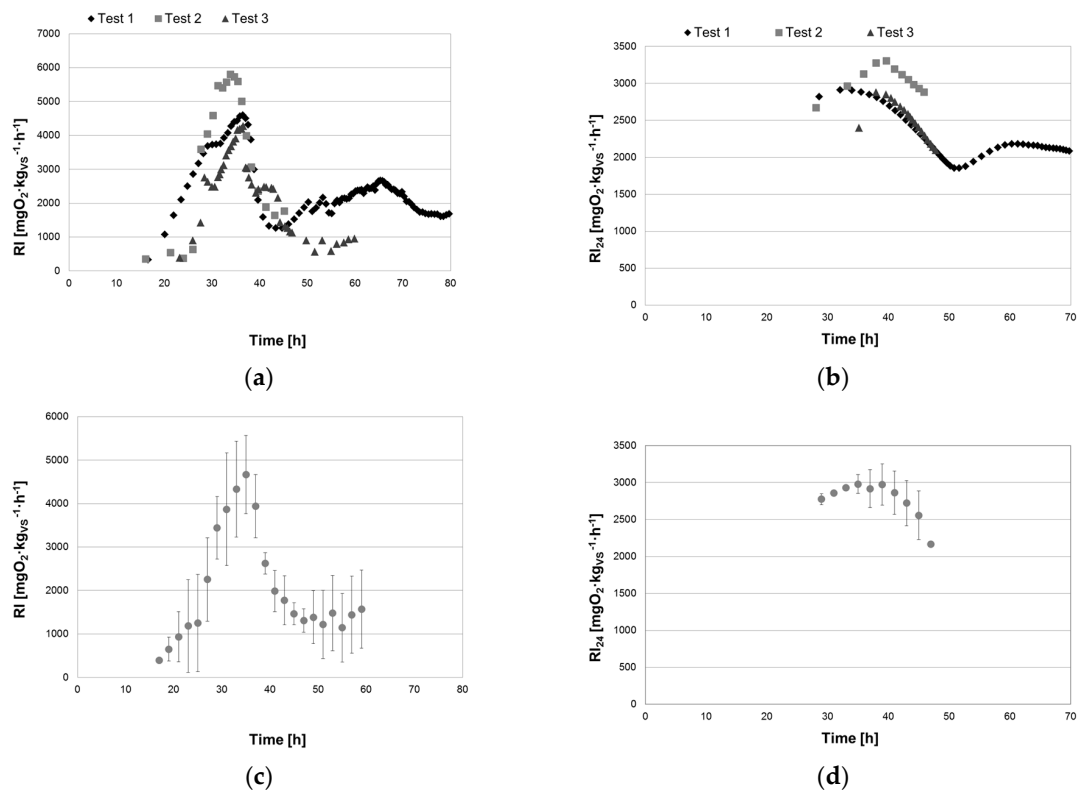 ◆Test 1 ■Test 2 ▲Test 3
RI [mgO₂·kgVS⁻¹·h⁻¹]
7000
6000
5000
4000
3000
2000
1000
0
0 10 20 30 40 50 60 70 80
Time [h]
(a)
◆Test 1 ■Test 2 ▲Test 3
RI₂₄ [mgO₂·kgVS⁻¹·h⁻¹]
3500
3000
2500
2000
1500
1000
500
0
0 10 20 30 40 50 60 70
Time [h]
(b)
RI [mgO₂·kgVS⁻¹·h⁻¹]
6000
5000
4000
3000
2000
1000
0
0 10 20 30 40 50 60 70 80
Time [h]
(c)
RI₂₄ [mgO₂·kgVS⁻¹·h⁻¹]
3500
3000
2500
2000
1500
1000
500
0
0 10 20 30 40 50 60 70
Time [h]
(d)